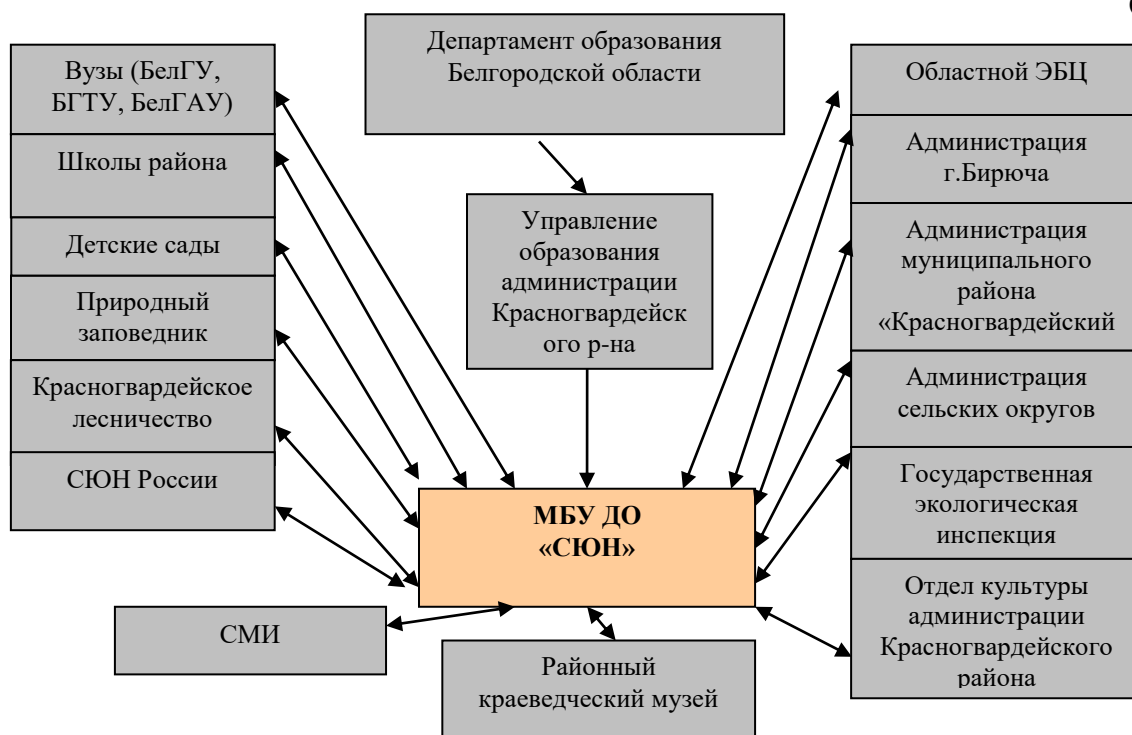 Департамент образования
Белгородской области
Вузы (БелГУ,
БГТУ, БелГАУ)
Школы района
Детские сады
Природный
заповедник
Красногвардейское
лесничество
СЮН России
Управление
образования
администрации
Красногвардейск
ого р-на
Областной ЭБЦ
Администрация
г.Бирюча
Администрация
муниципального
района
«Красногвардейский
Администрация
сельских округов
Государственная
экологическая
инспекция
Отдел культуры
администрации
Красногвардейского
района
МБУ ДО
«СЮН»
СМИ
Районный
краеведческий музей